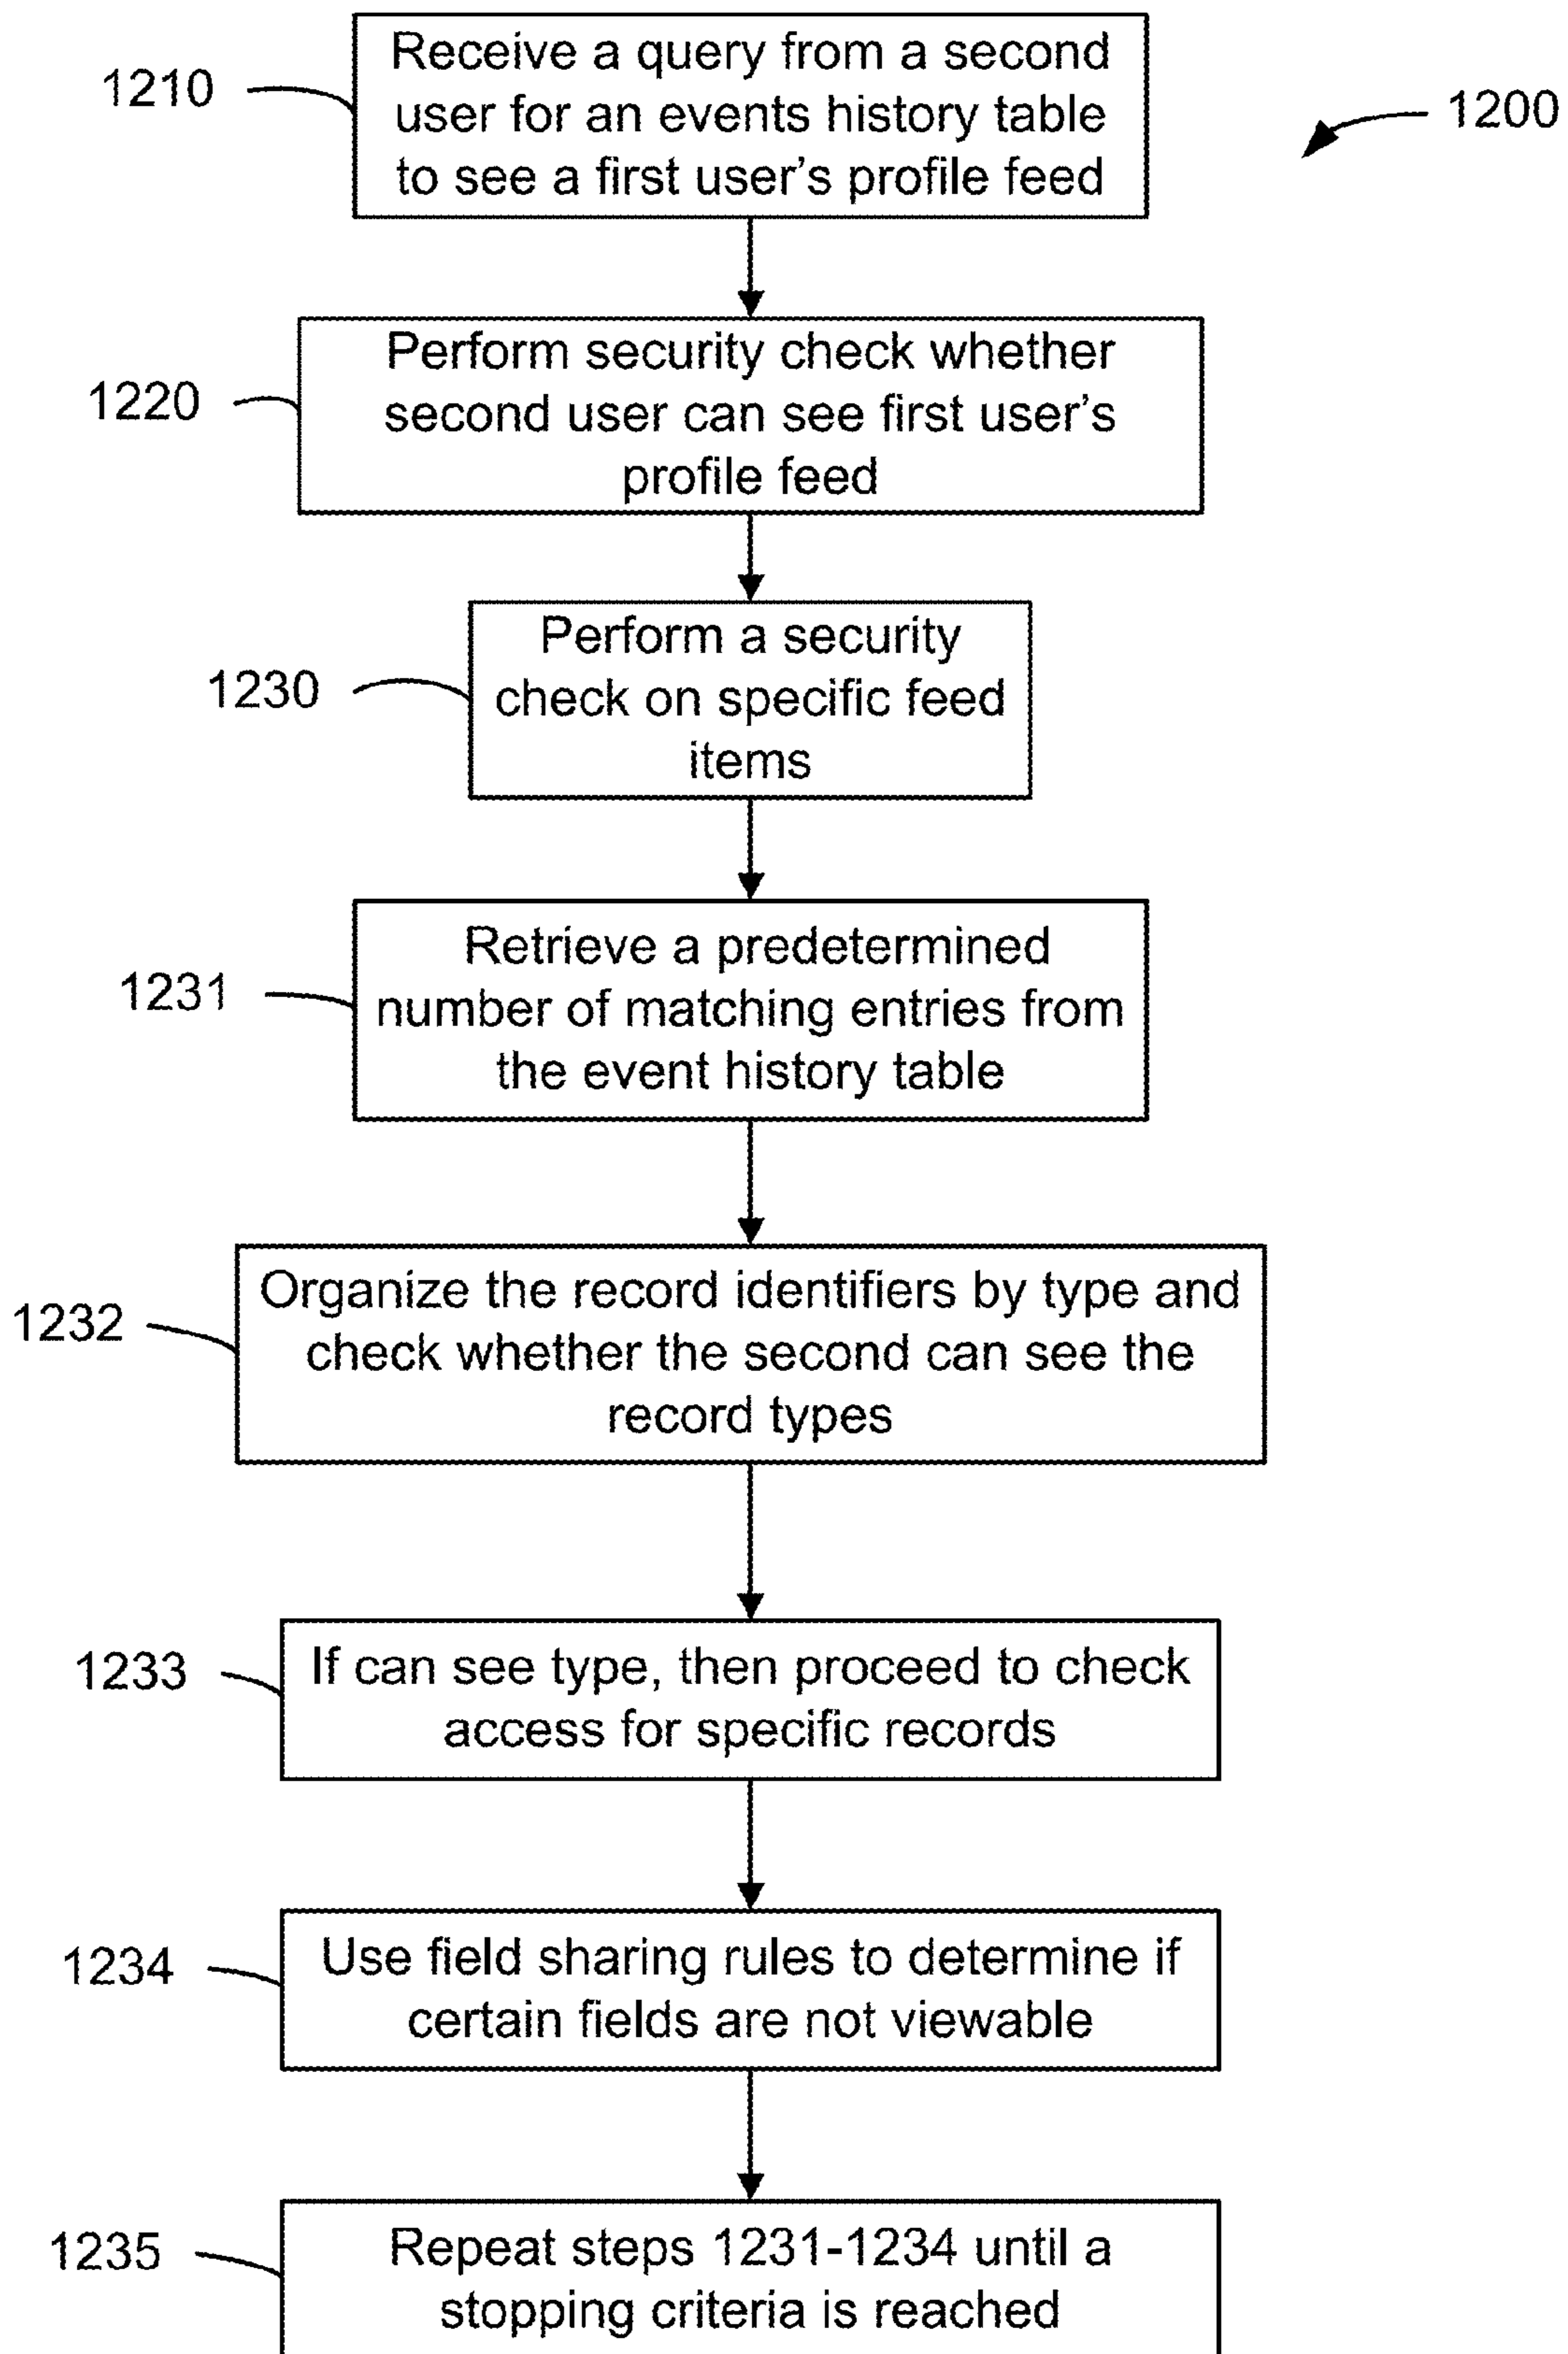 Receive a query from a second
user for an events history table
to see a first user's profile feed
1210
1200
Perform security check whether
second user can see first user's
profile feed
1220
Perform a security
check on specific feed
items
1230
Retrieve a predetermined
number of matching entries from
the event history table
1231
Organize the record identifiers by type and
check whether the second can see the
record types
1232
If can see type, then proceed to check
access for specific records
1233
Use field sharing rules to determine if
certain fields are not viewable
1234
Repeat steps 1231-1234 until a
stopping criteria is reached
1235